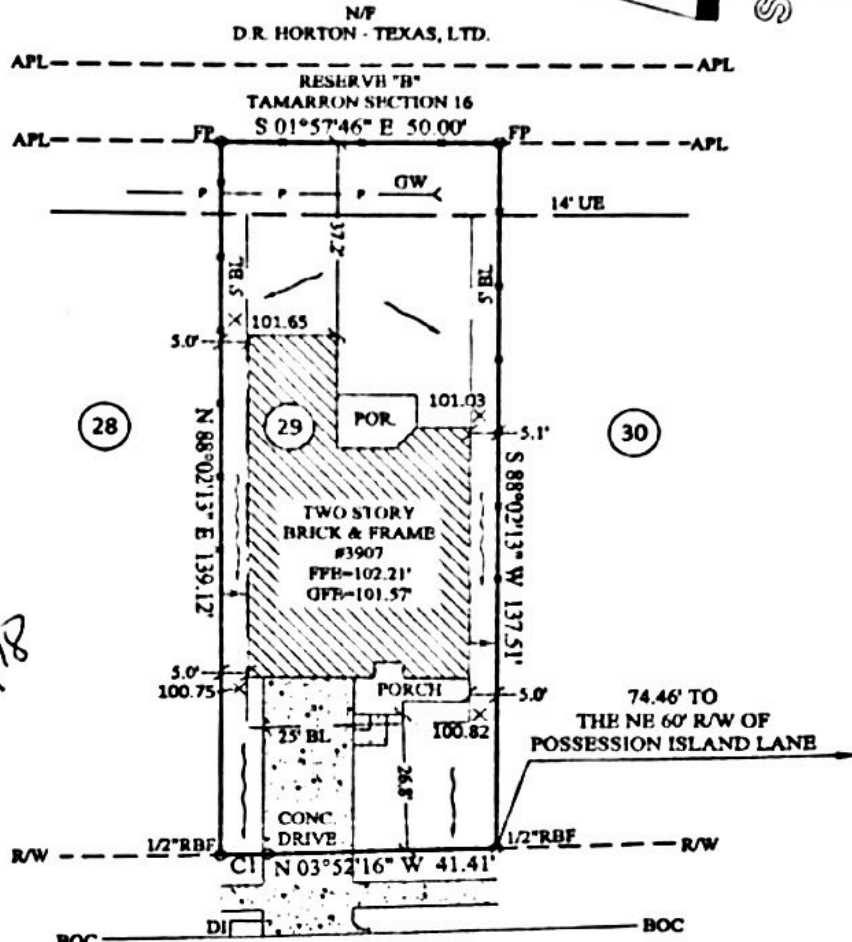 N/F
D.R. HORTON - TEXAS, LTD.
APL APL
RESERVE "B"
TAMARRON SECTION 16
S 01°57'46" E 50.00'
APL FP FP APL
P P P GW
14' UE
37.2'
5' BL 5' BL
101.65
5.0'
101.03
28 29 POR. 30
5.1'
N 88°02'13" E 139.12'
S 88°02'13" W 137.51'
TWO STORY
BRICK & FRAME
#3907
FFE=102.21'
GFE=101.57'
5.0'
100.75
PORCH
5.0'
74.46' TO
THE NE 60' R/W OF
POSSESSION ISLAND LANE
25' BL
100.82
26.8'
CONC.
DRIVE
R/W 1/2"RBF 1/2"RBF R/W
C1 N 03°52'16" W 41.41'
DI
BOC BOC